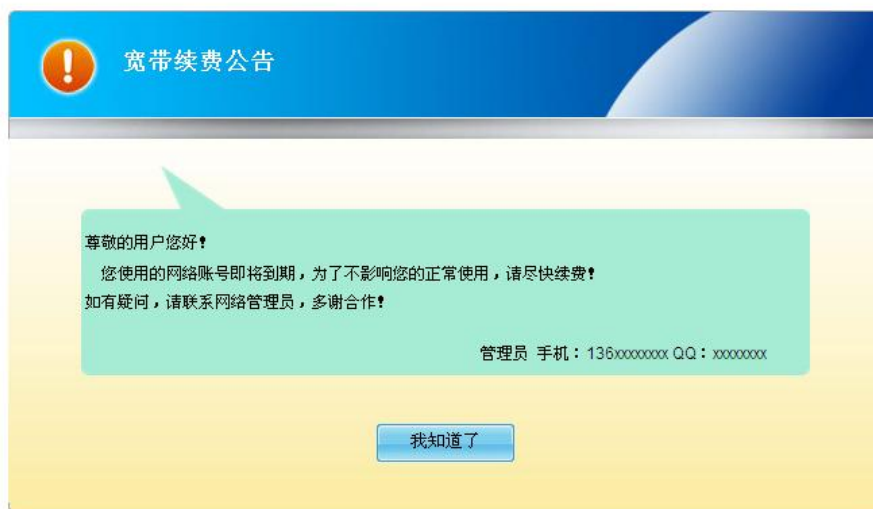 宽带续费公告
尊敬的用户您好！
您使用的网络账号即将到期，为了不影响您的正常使用，请尽快续费！
如有疑问，请联系网络管理员，多谢合作！
管理员 手机：136xxxxxxxx QQ：xxxxxxxx
我知道了